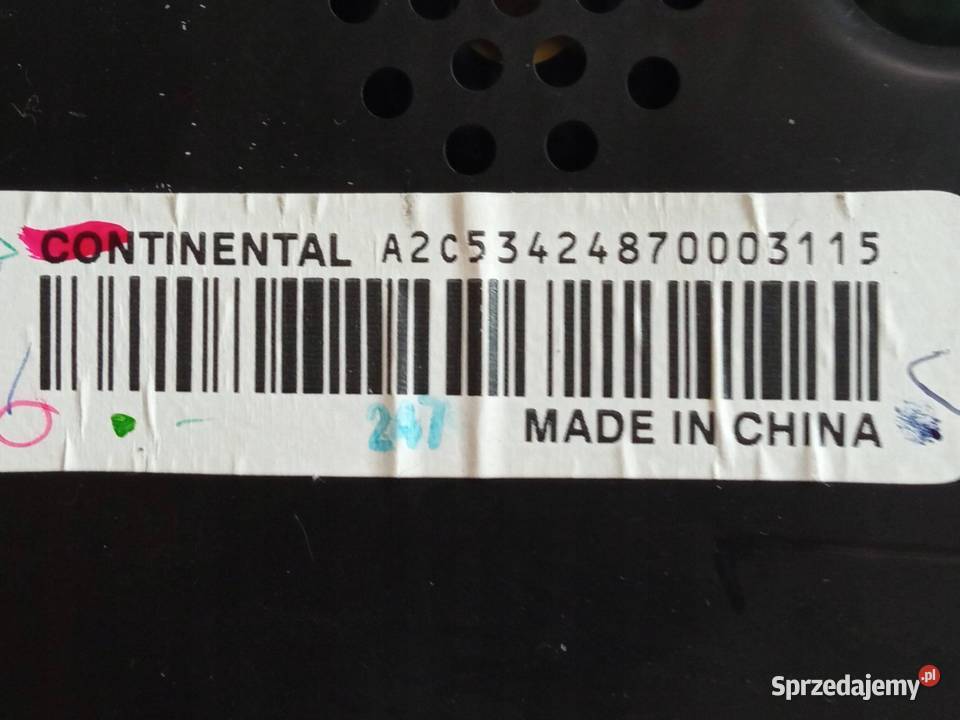 CONTINENTAL A2C53424870003115
247
MADE IN CHINA
Sprzedajemy.pl